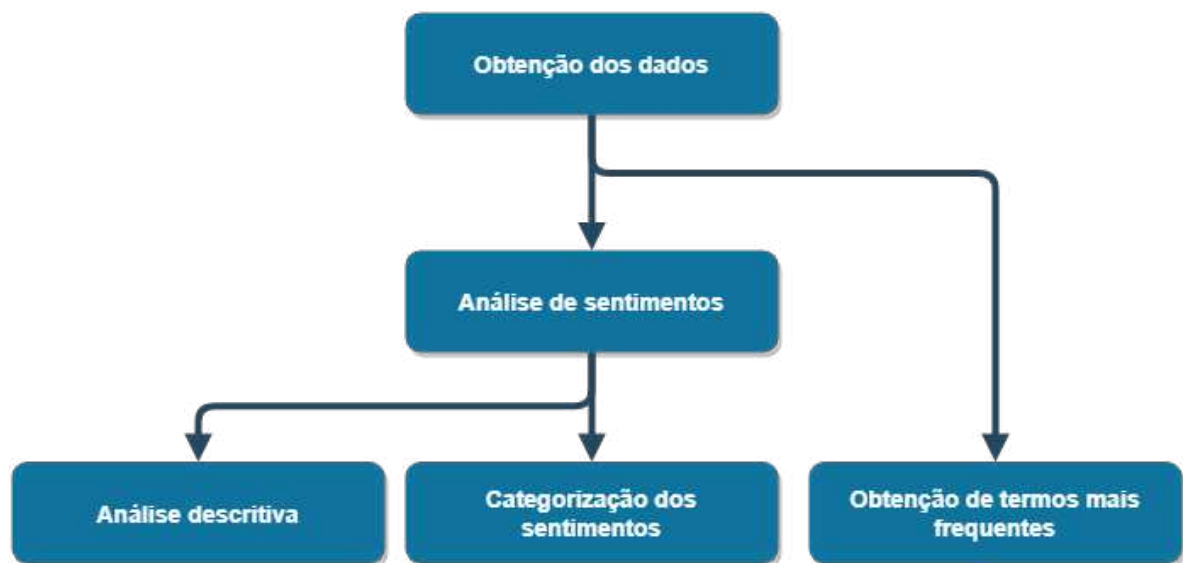 Obtenção dos dados
Análise de sentimentos
Análise descritiva
Categorização dos
sentimentos
Obtenção de termos mais
frequentes